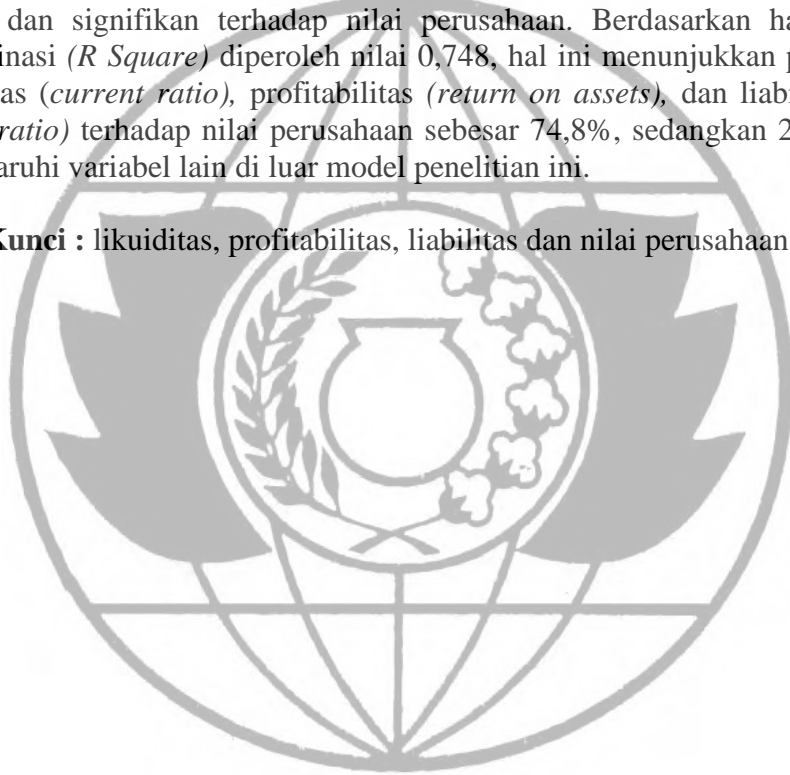 dan signifikan terhadap nilai perusahaan. Berdasarkan ha
inasi (R Square) diperoleh nilai 0,748, hal ini menunjukkan p
as (current ratio), profitabilitas (return on assets), dan liabi
ratio) terhadap nilai perusahaan sebesar 74,8%, sedangkan 2
aruhi variabel lain di luar model penelitian ini.
Kunci : likuiditas, profitabilitas, liabilitas dan nilai perusahaan